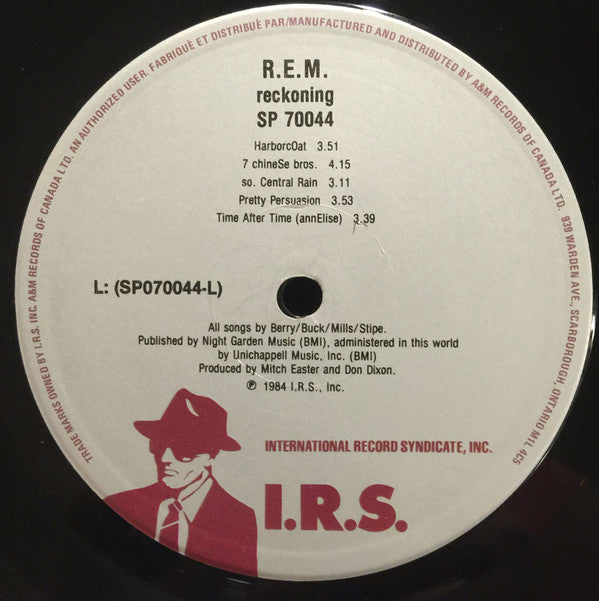 TRADE MARKS OWNED BY I.R.S. INC. A&M RECORDS OF CANADA LTD. AN AUTHORIZED USER. FABRIQUÉ ET DISTRIBUÉ PAR/MANUFACTURED AND DISTRIBUTED BY A&M RECORDS OF CANADA LTD. 939 WARDEN AVE., SCARBOROUGH, ONTARIO M1L 4C5
R.E.M.
reckoning
SP 70044
HarborcOat 3.51
7 chineSe bros. 4.15
so. Central Rain 3.11
Pretty Persuasion 3.53
Time After Time (annElise) 3.39
L: (SP070044-L)
All songs by Berry/Buck/Mills/Stipe.
Published by Night Garden Music (BMI), administered in this world
by Unichappell Music, Inc. (BMI)
Produced by Mitch Easter and Don Dixon.
℗ 1984 I.R.S., Inc.
INTERNATIONAL RECORD SYNDICATE, INC.
I.R.S.